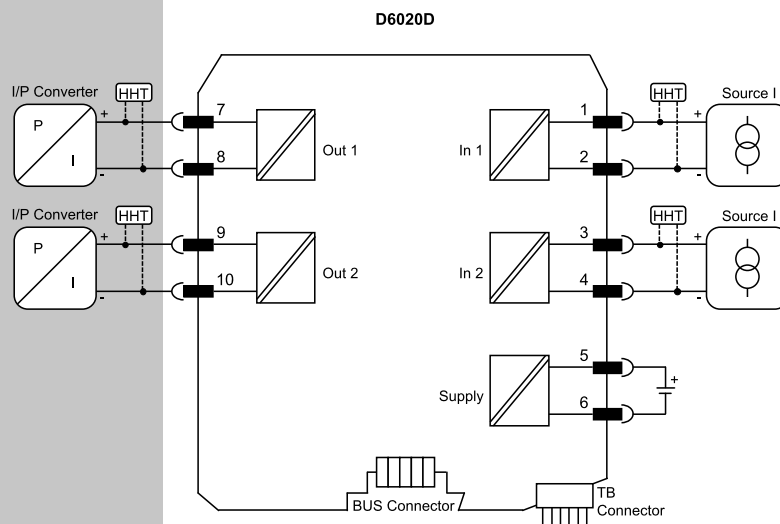 D6020D
I/P Converter
HHT
P
I
+
-
7
8
Out 1
In 1
1
2
HHT
Source I
+
-
I/P Converter
HHT
P
I
+
-
9
10
Out 2
In 2
3
4
HHT
Source I
+
-
Supply
5
6
+
BUS Connector
TB
Connector